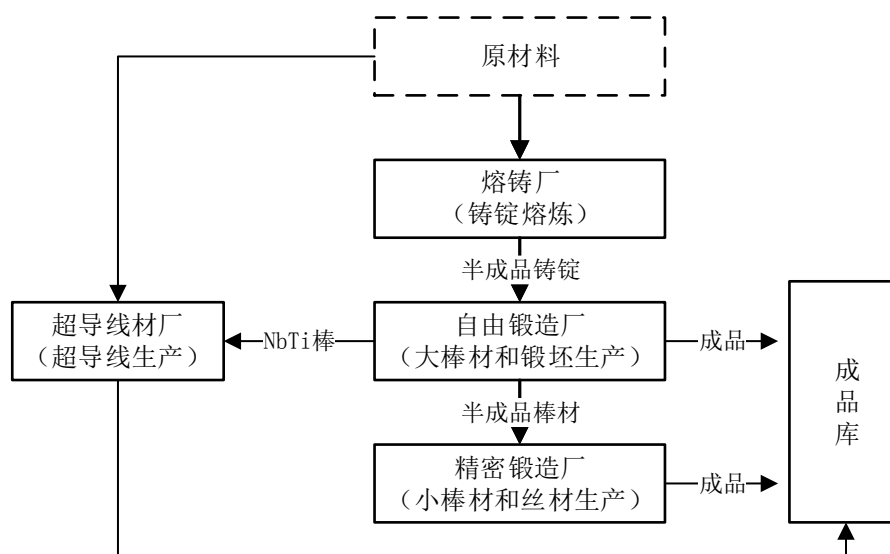 原材料
熔铸厂
（铸锭熔炼）
半成品铸锭
超导线材厂
（超导线生产）
NbTi棒
自由锻造厂
（大棒材和锻坯生产）
成品
半成品棒材
精密锻造厂
（小棒材和丝材生产）
成品
成
品
库